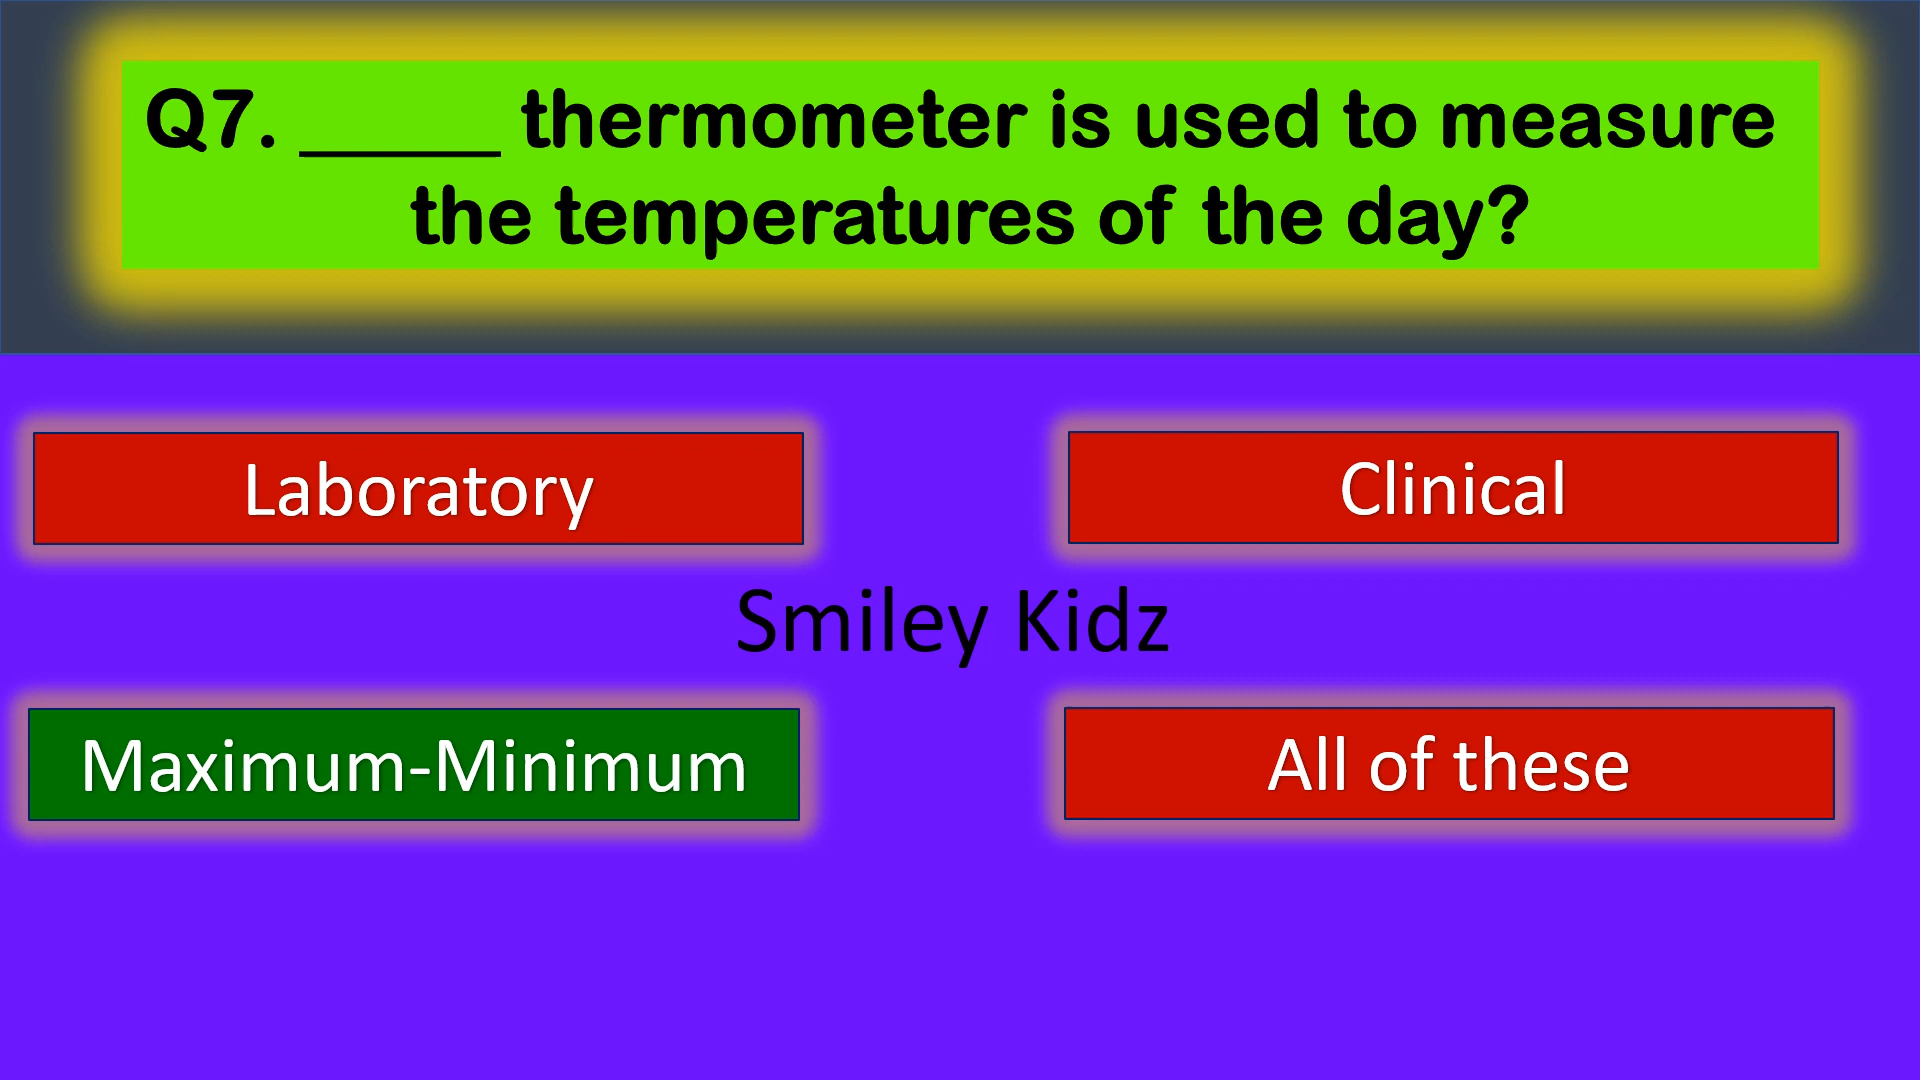 Q7. _____ thermometer is used to measure
the temperatures of the day?
Laboratory
Clinical
Smiley Kidz
Maximum-Minimum
All of these